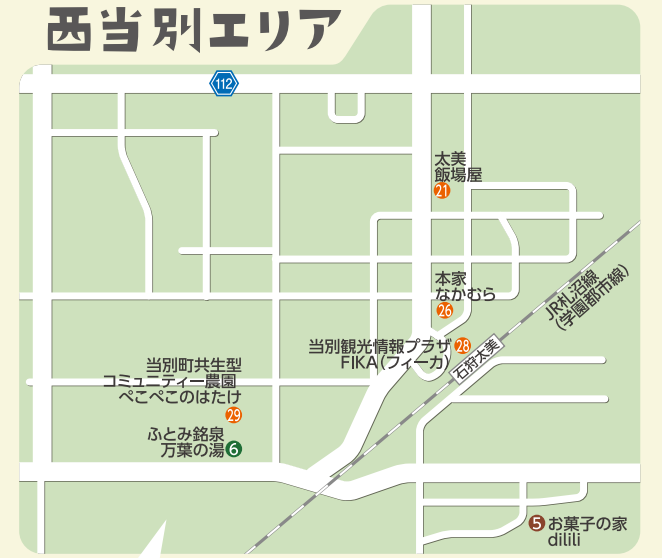 西当別エリア
112
太美
飯場屋
21
本家
なかむら
26
JR札沼線
(学園都市線)
当別観光情報プラザ 28
FIKA(フィーカ)
石狩太美
当別町共生型
コミュニティー農園
ぺこぺこのはたけ
29
ふとみ銘泉
万葉の湯 6
5 お菓子の家
dilili